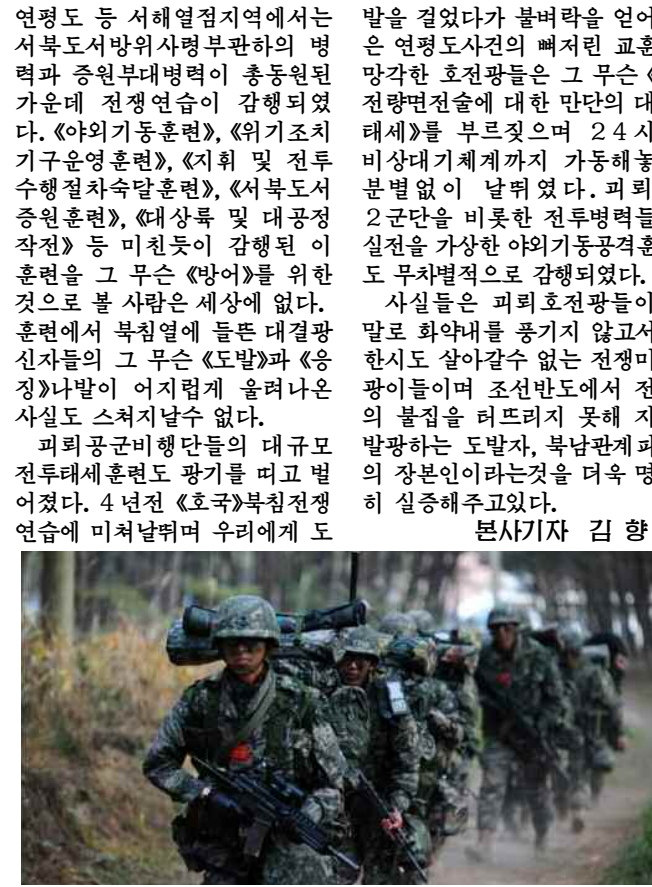 연평도 등 서해열점지역에서는
서북도서방위사령부관하의 병
력과 증원부대병력이 총동원된
가운데 전쟁연습이 감행되였
다. 《야외기동훈련》, 《위기조치
기구운영훈련》, 《지휘 및 전투
수행절차숙달훈련》, 《서북도서
증원훈련》, 《대상륙 및 대공정
작전》 등 미친듯이 감행된 이
훈련을 그 무슨 《방어》를 위한
것으로 볼 사람은 세상에 없다.
훈련에서 북침열에 들뜬 대결광
신자들의 그 무슨 《도발》과 《응
징》나발이 어지럽게 울려나온
사실도 스쳐지날수 없다.
피뢰공군비행단들의 대규모
전투태세훈련도 광기를 띠고 벌
어졌다. 4년전 《호국》북침전쟁
연습에 미쳐날뛰며 우리에게 도
발을 걸었다가 불벼락을 얻어
은 연평도사건의 뼈저린 교훈
망각한 호전광들은 그 무슨 《
전량면전술에 대한 만단의 대
태세》를 부르짖으며 24시
비상대기체계까지 가동해놓
분별없이 날뛰였다. 괴뢰
2군단을 비롯한 전투병력들
실전을 가상한 야외기동공격훈
도 무차별적으로 감행되였다.
사실들은 괴뢰호전광들이
말로 화약내를 풍기지 않고서
한시도 살아갈수 없는 전쟁미
광이들이며 조선반도에서 전
의 불집을 터뜨리지 못해 지
발광하는 도발자, 북남관계파
의 장본인이라는것을 더욱 명
히 실증해주고있다.
본사기자 김 향